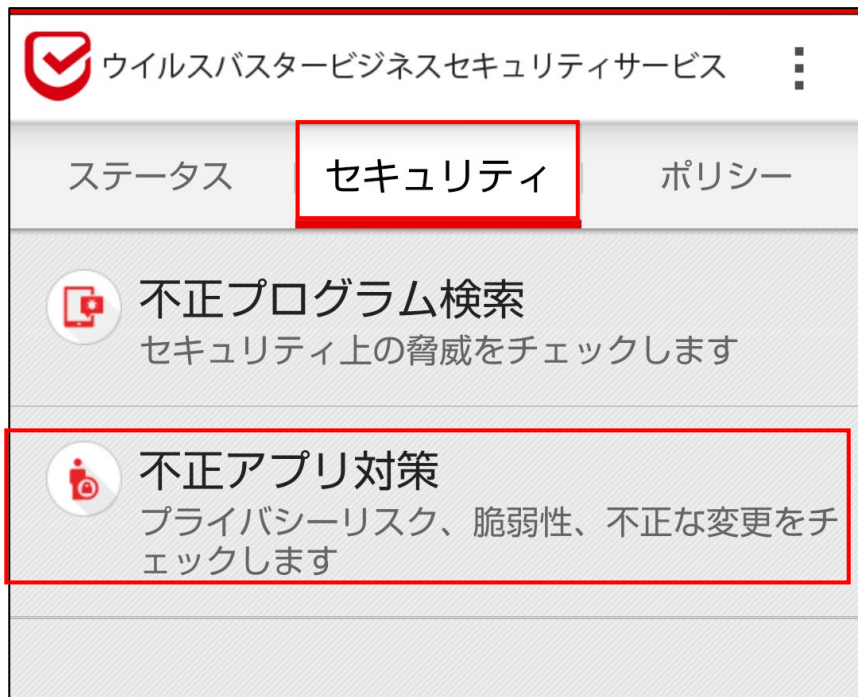 ウイルスバスタービジネスセキュリティサービス
ステータス
セキュリティ
ポリシー
不正プログラム検索
セキュリティ上の脅威をチェックします
不正アプリ対策
プライバシーリスク、脆弱性、不正な変更をチ
ェックします